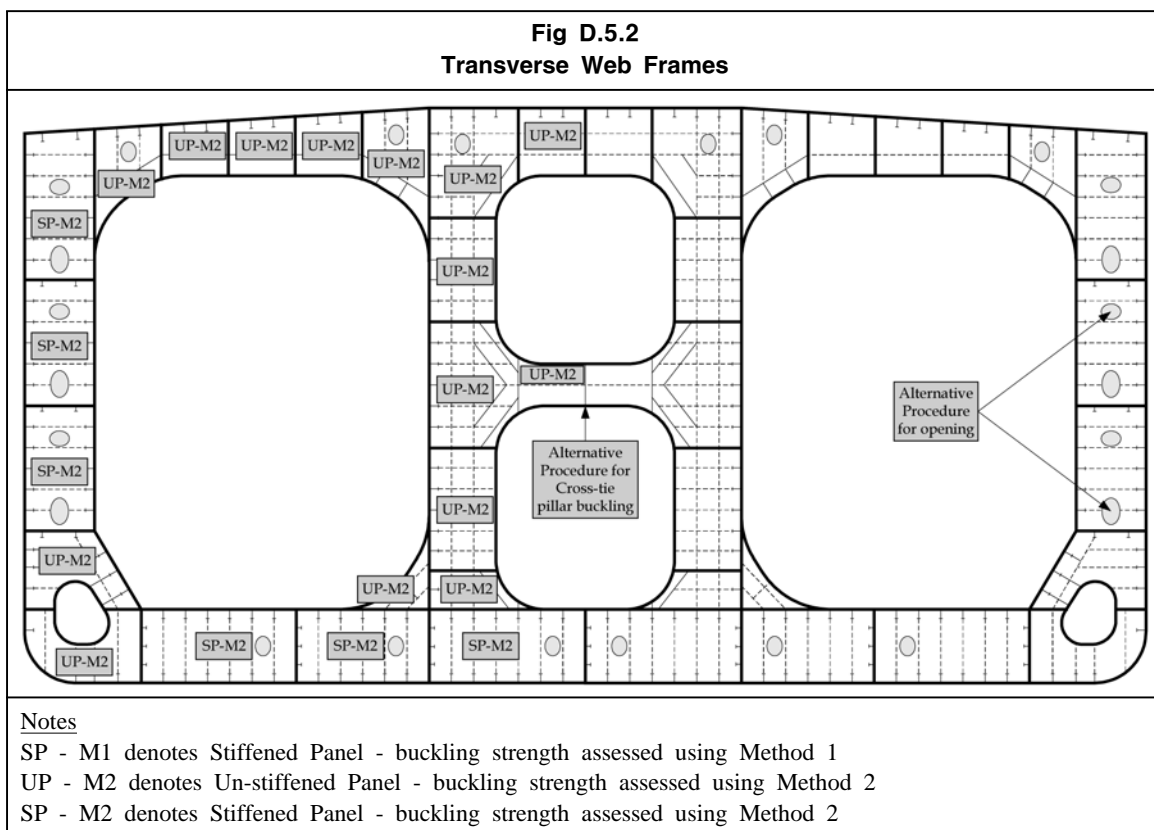 Fig D.5.2
Transverse Web Frames
UP-M2
UP-M2
UP-M2
UP-M2
UP-M2
UP-M2
UP-M2
UP-M2
SP-M2
UP-M2
SP-M2
UP-M2
UP-M2
Alternative
Procedure
for opening
Alternative
Procedure for
Cross-tie
pillar buckling
SP-M2
UP-M2
UP-M2
UP-M2
UP-M2
SP-M2
SP-M2
SP-M2
UP-M2
Notes
SP - M1 denotes Stiffened Panel - buckling strength assessed using Method 1
UP - M2 denotes Un-stiffened Panel - buckling strength assessed using Method 2
SP - M2 denotes Stiffened Panel - buckling strength assessed using Method 2